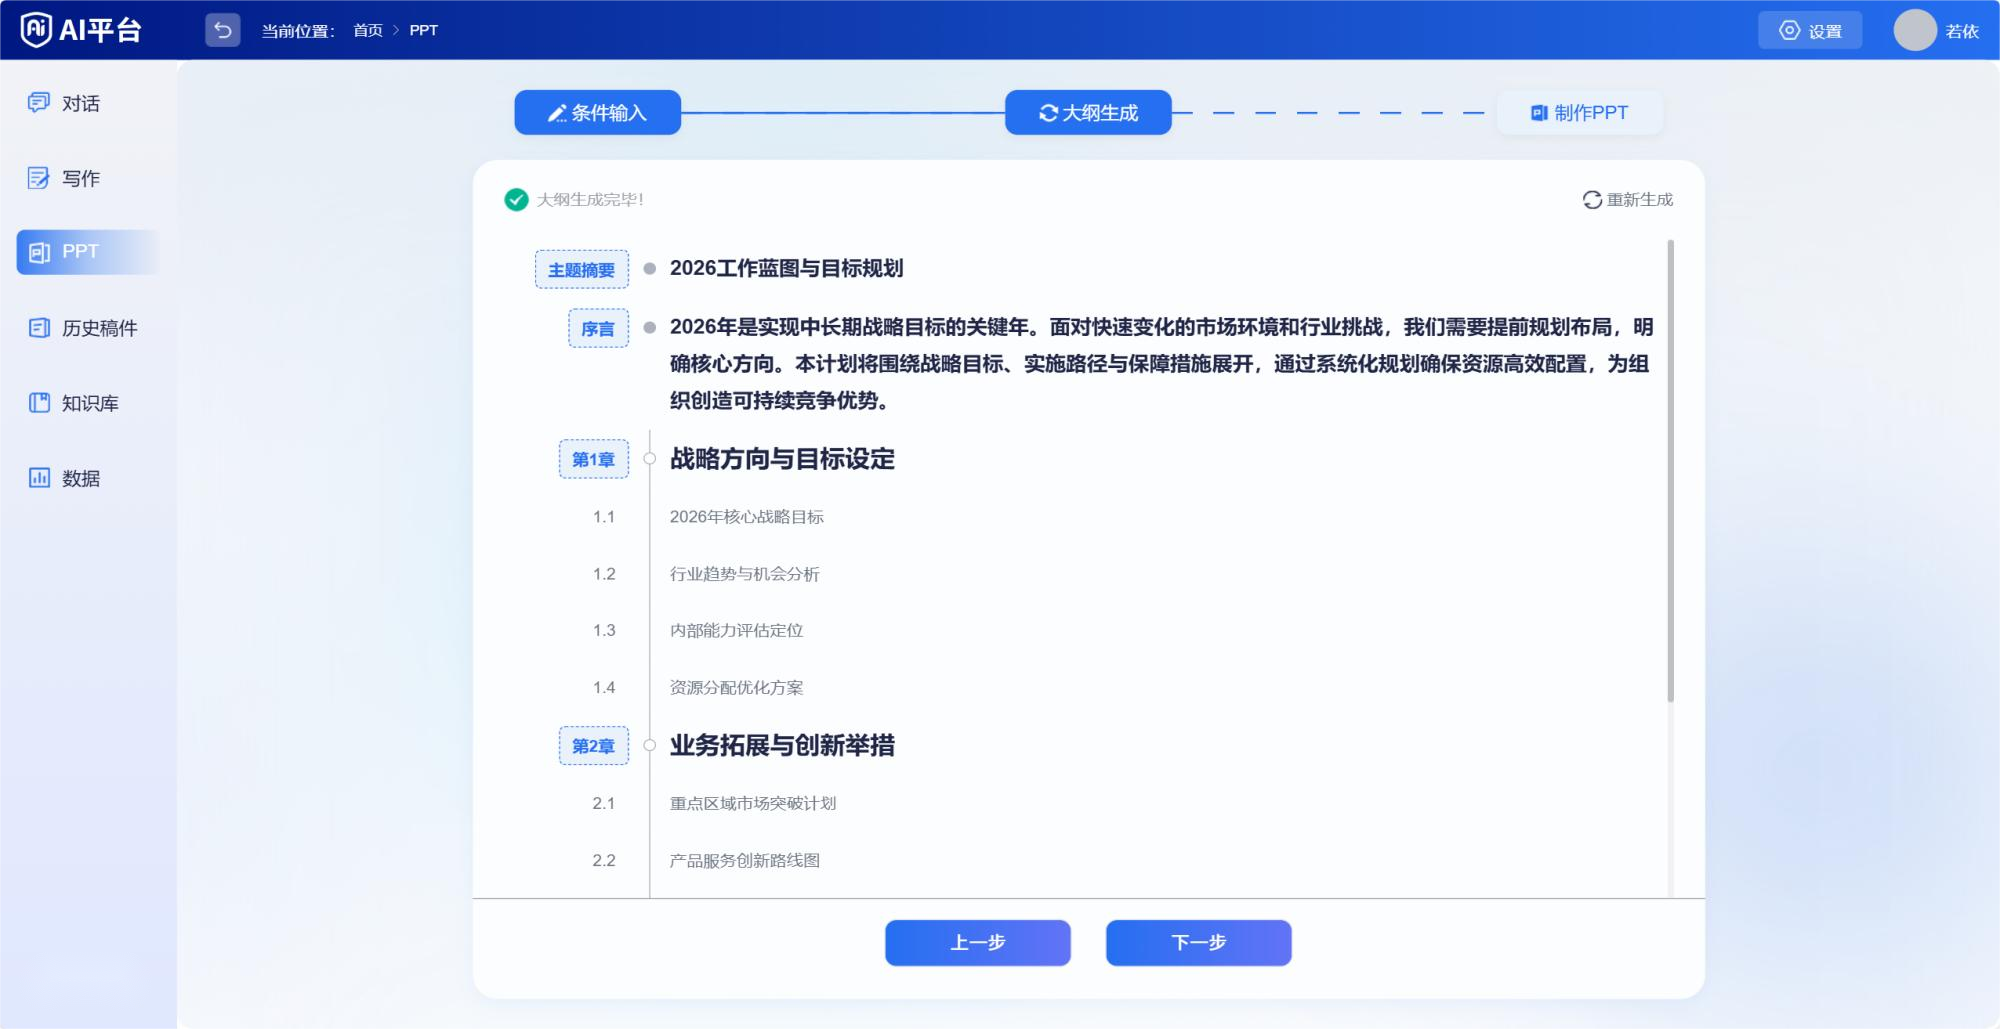 AI平台
当前位置： 首页 > PPT
设置
若依
对话
写作
PPT
历史稿件
知识库
数据
条件输入
大纲生成
制作PPT
大纲生成完毕！
重新生成
主题摘要 2026工作蓝图与目标规划
序言 2026年是实现中长期战略目标的关键年。面对快速变化的市场环境和行业挑战，我们需要提前规划布局，明
确核心方向。本计划将围绕战略目标、实施路径与保障措施展开，通过系统化规划确保资源高效配置，为组
织创造可持续竞争优势。
第1章 战略方向与目标设定
1.1 2026年核心战略目标
1.2 行业趋势与机会分析
1.3 内部能力评估定位
1.4 资源分配优化方案
第2章 业务拓展与创新举措
2.1 重点区域市场突破计划
2.2 产品服务创新路线图
上一步
下一步